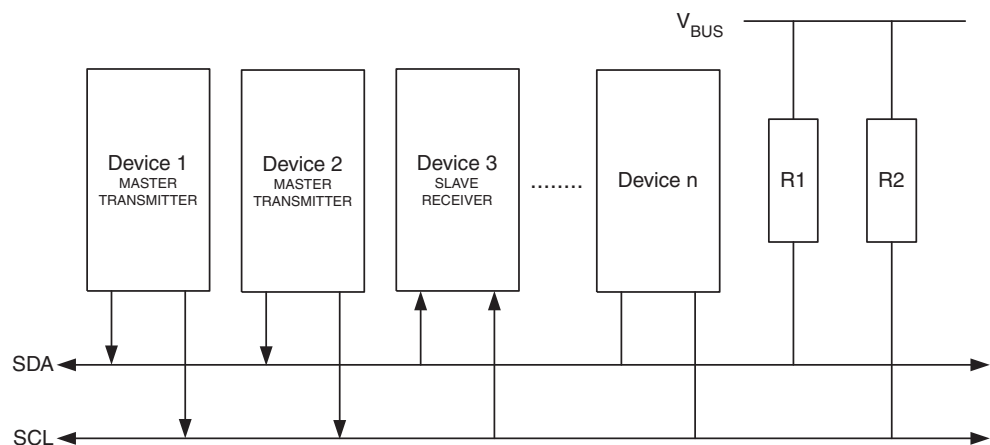 V_BUS
Device 1
MASTER
TRANSMITTER
Device 2
MASTER
TRANSMITTER
Device 3
SLAVE
RECEIVER
........
Device n
R1
R2
SDA
SCL